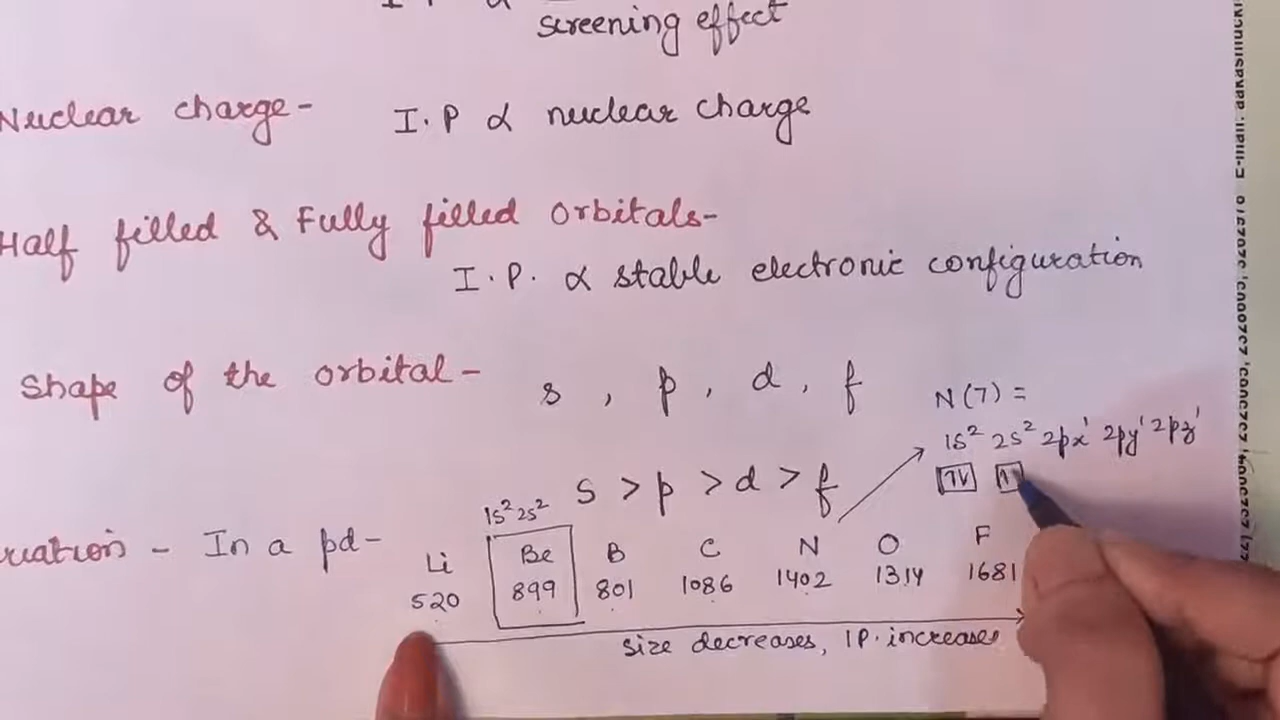 screening effect
Nuclear charge - I.P α nuclear charge
Half filled & Fully filled orbitals-
I.P. α stable electronic configuration
Shape of the orbital - s , p , d , f
N(7) =
1s² 2s² 2px¹ 2py¹ 2pz¹
s > p > d > f
1s² 2s²
In a pd-
Li Be B C N O F
520 899 801 1086 1402 1314 1681
size decreases, IP. increases